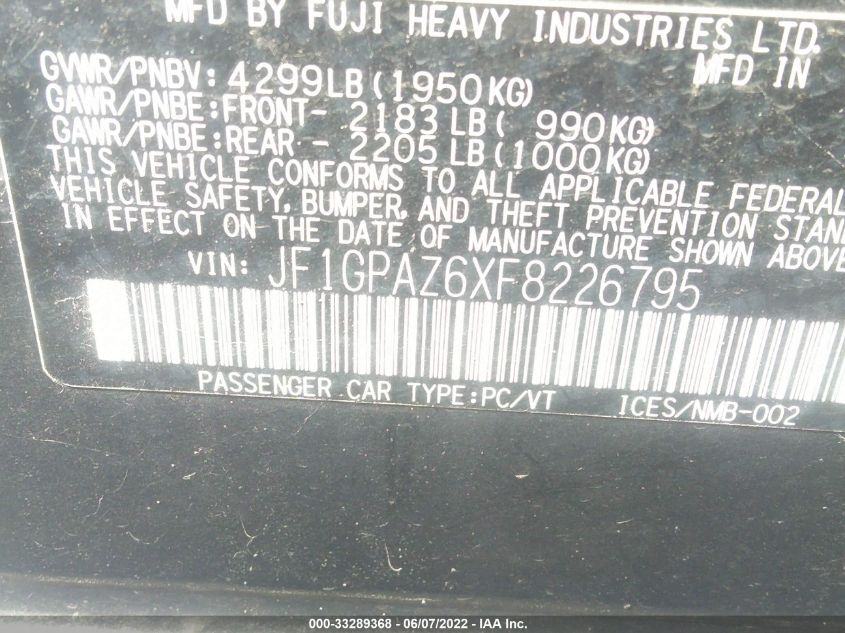 MFD BY FUJI HEAVY INDUSTRIES LTD.
MFD IN
GVWR/PNBV: 4299LB(1950KG)
GAWR/PNBE:FRONT- 2183 LB( 990KG)
GAWR/PNBE:REAR - 2205 LB(1000KG)
THIS VEHICLE CONFORMS TO ALL APPLICABLE FEDERAL
VEHICLE SAFETY, BUMPER, AND THEFT PREVENTION STAN
IN EFFECT ON THE DATE OF MANUFACTURE SHOWN ABOVE
VIN: JF1GPAZ6XF8226795
PASSENGER CAR TYPE:PC/VT ICES/NMB-002
000-33289368 - 06/07/2022 - IAA Inc.